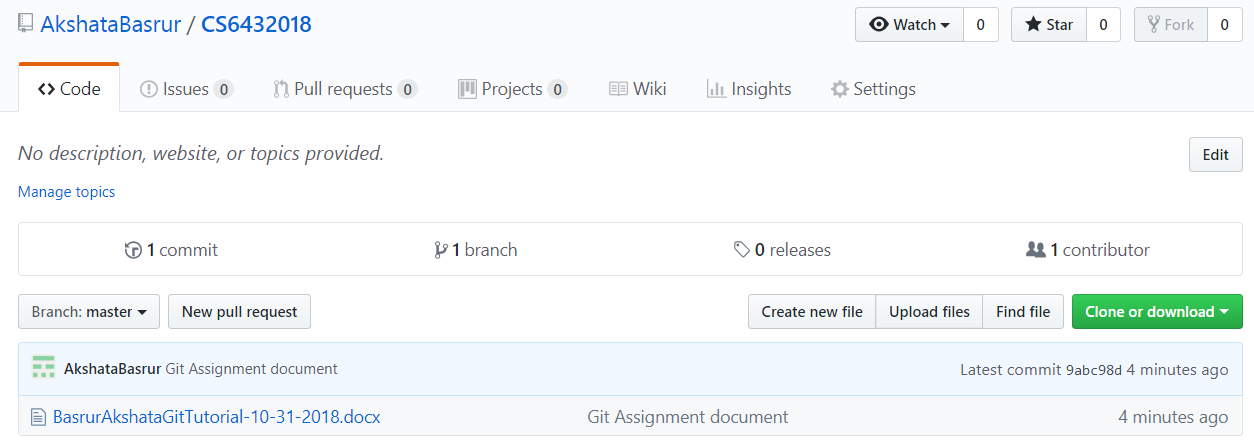 AkshataBasrur / CS6432018
Watch 0 Star 0 Fork 0
Code Issues 0 Pull requests 0 Projects 0 Wiki Insights Settings
No description, website, or topics provided. Edit
Manage topics
1 commit 1 branch 0 releases 1 contributor
Branch: master New pull request Create new file Upload files Find file Clone or download
AkshataBasrur Git Assignment document Latest commit 9abc98d 4 minutes ago
BasrurAkshataGitTutorial-10-31-2018.docx Git Assignment document 4 minutes ago